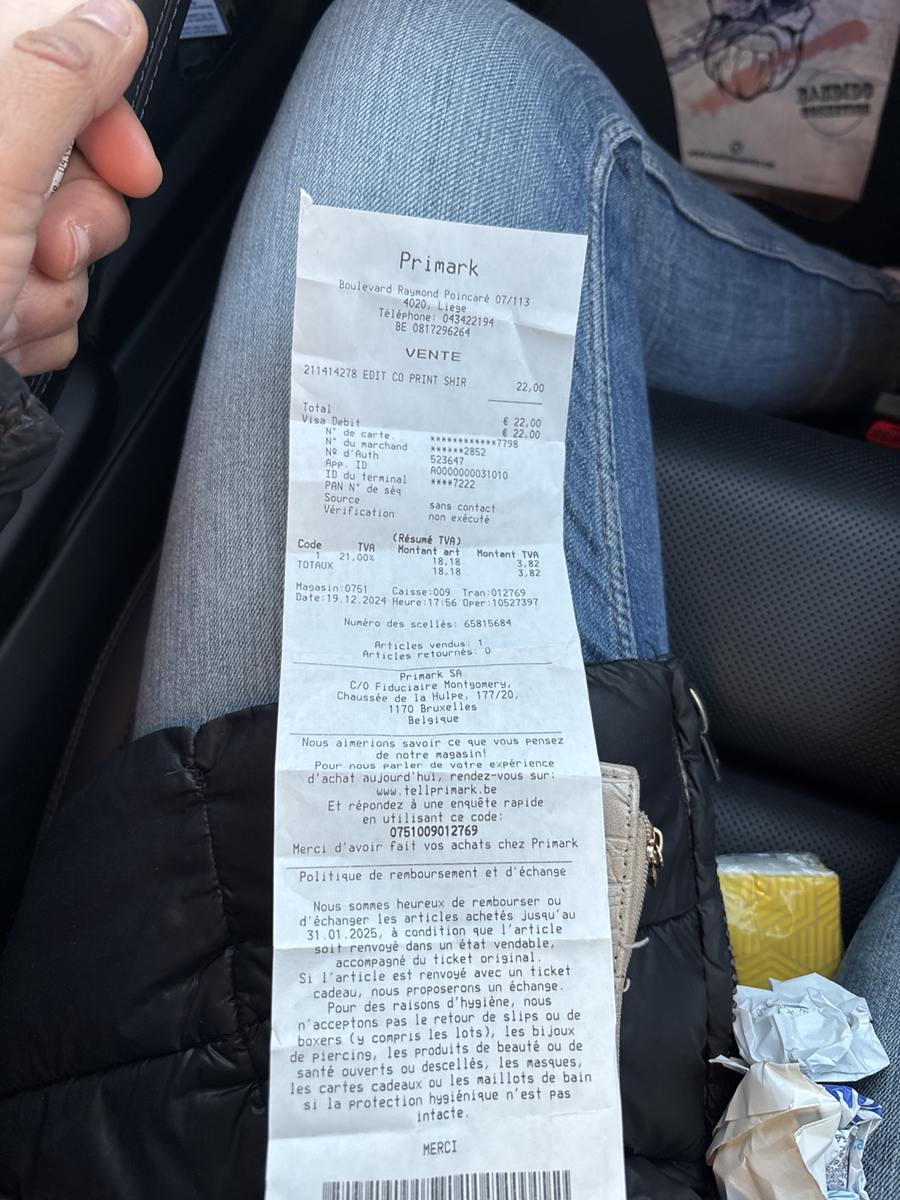 Primark
Boulevard Raymond Poincaré 07/113
4020, Liege
Téléphone: 043422194
BE 0817296264
VENTE
211414278 EDIT CO PRINT SHIR 22,00
Total € 22,00
Visa Debit € 22,00
N° de carte. ************7798
N° du marchand ******2852
Nº d'Auth 523647
App. ID A0000000031010
ID du terminal ****7222
PAN N° de séq
Source sans contact
Vérification non exécuté
(Résumé TVA)
Code TVA Montant art Montant TVA
1 21,00% 18,18 3,82
TOTAUX 18,18 3,82
Magasin:0751 Caisse:009 Tran:012769
Date:19.12.2024 Heure:17:56 Oper:10527397
Numéro des scellés: 65815684
Articles vendus: 1
Articles retournés: 0
Primark SA
C/O Fiduciaire Montgomery,
Chaussée de la Hulpe, 177/20,
1170 Bruxelles
Belgique
Nous aimerions savoir ce que vous pensez
de notre magasin!
Pour nous parler de votre expérience
d'achat aujourd'hui, rendez-vous sur:
www.tellprimark.be
Et répondez à une enquête rapide
en utilisant ce code:
0751009012769
Merci d'avoir fait vos achats chez Primark
Politique de remboursement et d'échange
Nous sommes heureux de rembourser ou
d'échanger les articles achetés jusqu'au
31.01.2025, à condition que l'article
soit renvoyé dans un état vendable,
accompagné du ticket original.
Si l'article est renvoyé avec un ticket
cadeau, nous proposerons un échange.
Pour des raisons d'hygiène, nous
n'acceptons pas le retour de slips ou de
boxers (y compris les lots), les bijoux
de piercing, les produits de beauté ou de
santé ouverts ou descellés, les masques,
les cartes cadeaux ou les maillots de bain
si la protection hygiénique n'est pas
intacte.
MERCI
BANDIDO